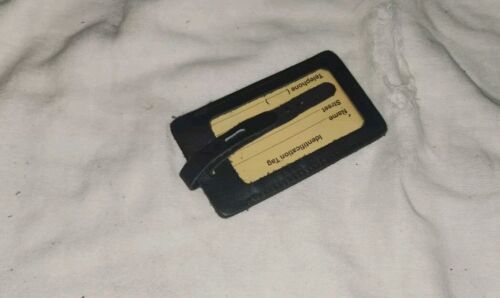 Identification Tag
Name
Street
Telephone (    )